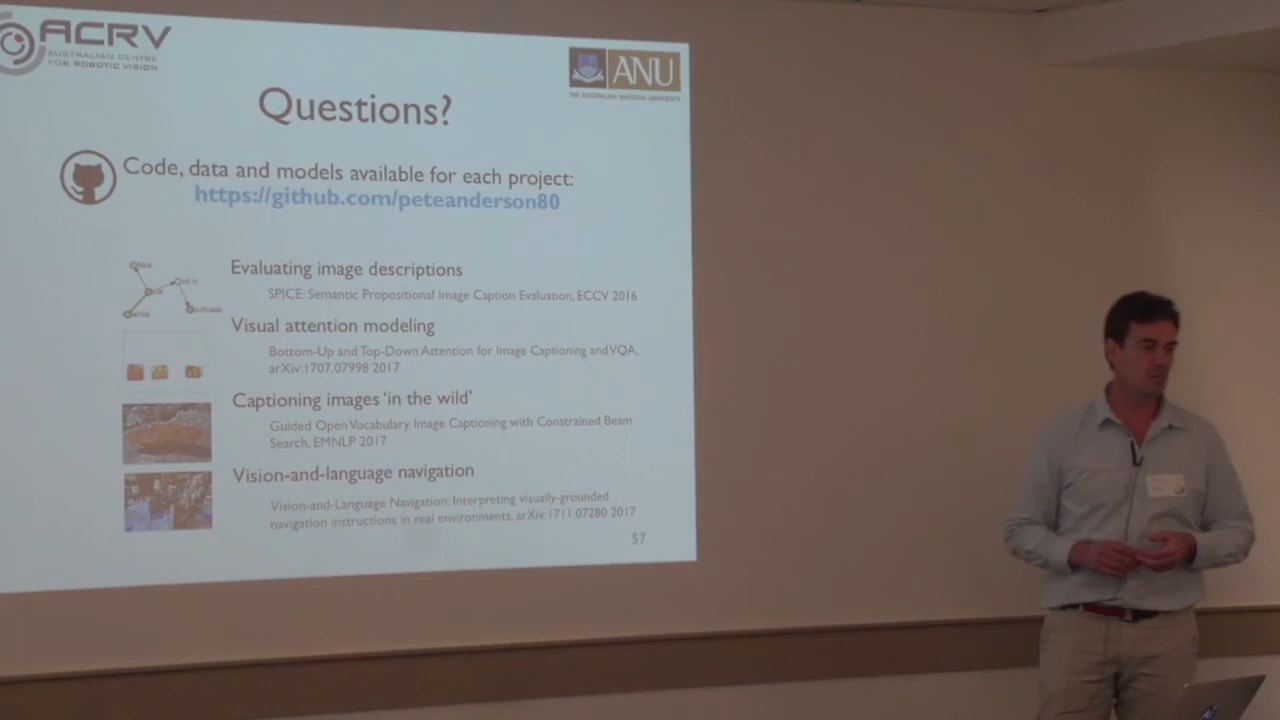 ACRV
AUSTRALIAN CENTRE
FOR ROBOTIC VISION
ANU
THE AUSTRALIAN NATIONAL UNIVERSITY
Questions?
Code, data and models available for each project:
https://github.com/peteanderson80
Evaluating image descriptions
SPICE: Semantic Propositional Image Caption Evaluation, ECCV 2016
Visual attention modeling
Bottom-Up and Top-Down Attention for Image Captioning and VQA,
arXiv:1707.07998 2017
Captioning images ‘in the wild’
Guided Open Vocabulary Image Captioning with Constrained Beam
Search, EMNLP 2017
Vision-and-language navigation
Vision-and-Language Navigation: Interpreting visually-grounded
navigation instructions in real environments, arXiv:1711.07280 2017
57